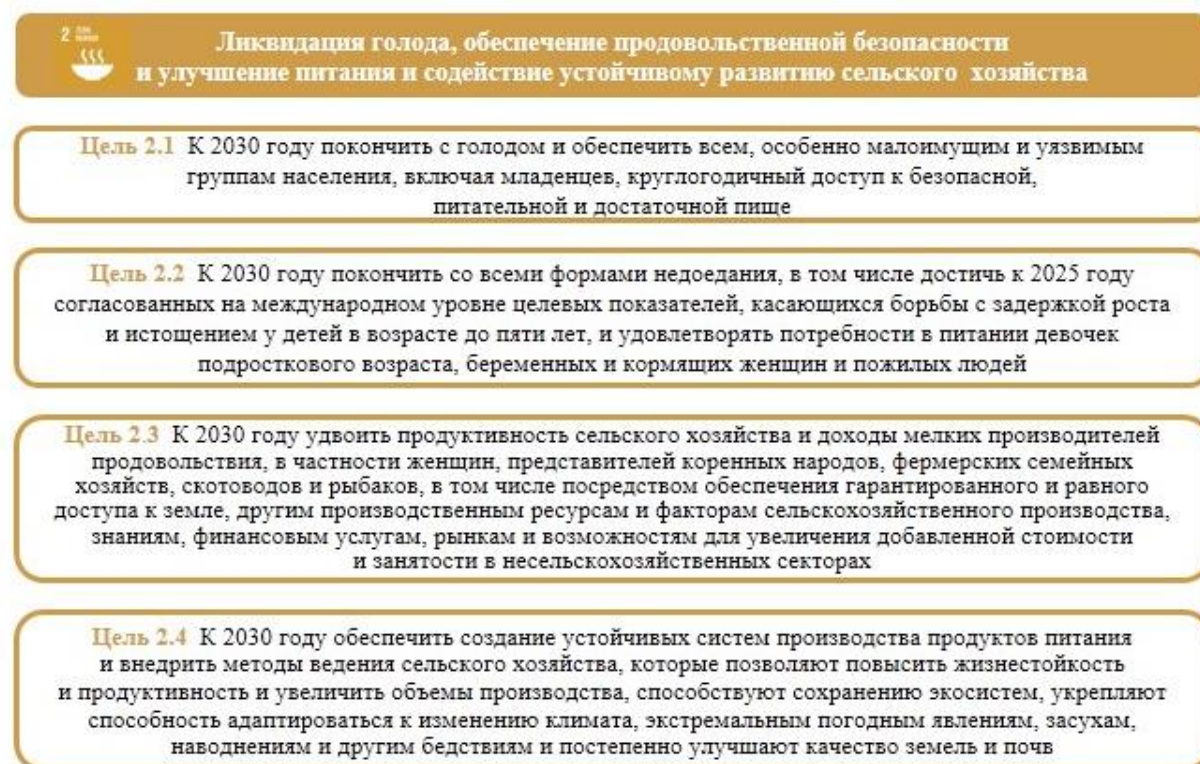 2
Ликвидация голода, обеспечение продовольственной безопасности
и улучшение питания и содействие устойчивому развитию сельского хозяйства
Цель 2.1 К 2030 году покончить с голодом и обеспечить всем, особенно малоимущим и уязвимым
группам населения, включая младенцев, круглогодичный доступ к безопасной,
питательной и достаточной пище
Цель 2.2 К 2030 году покончить со всеми формами недоедания, в том числе достичь к 2025 году
согласованных на международном уровне целевых показателей, касающихся борьбы с задержкой роста
и истощением у детей в возрасте до пяти лет, и удовлетворять потребности в питании девочек
подросткового возраста, беременных и кормящих женщин и пожилых людей
Цель 2.3 К 2030 году удвоить продуктивность сельского хозяйства и доходы мелких производителей
продовольствия, в частности женщин, представителей коренных народов, фермерских семейных
хозяйств, скотоводов и рыбаков, в том числе посредством обеспечения гарантированного и равного
доступа к земле, другим производственным ресурсам и факторам сельскохозяйственного производства,
знаниям, финансовым услугам, рынкам и возможностям для увеличения добавленной стоимости
и занятости в несельскохозяйственных секторах
Цель 2.4 К 2030 году обеспечить создание устойчивых систем производства продуктов питания
и внедрить методы ведения сельского хозяйства, которые позволяют повысить жизнестойкость
и продуктивность и увеличить объемы производства, способствуют сохранению экосистем, укрепляют
способность адаптироваться к изменению климата, экстремальным погодным явлениям, засухам,
наводнениям и другим бедствиям и постепенно улучшают качество земель и почв